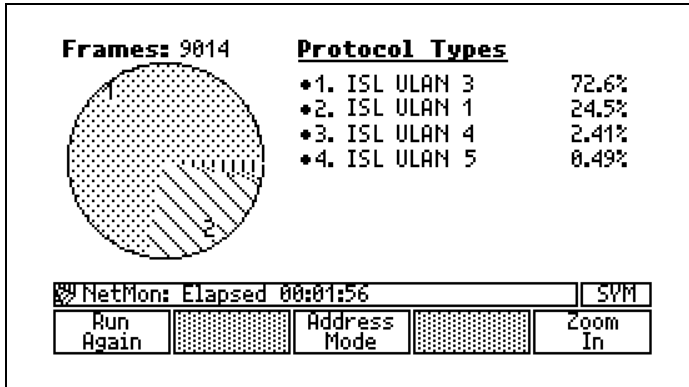 Frames: 9014
Protocol Types
1. ISL VLAN 3 72.6%
2. ISL VLAN 1 24.5%
3. ISL VLAN 4 2.41%
4. ISL VLAN 5 0.49%
1
2
NetMon: Elapsed 00:01:56
SYM
Run Again
Address Mode
Zoom In